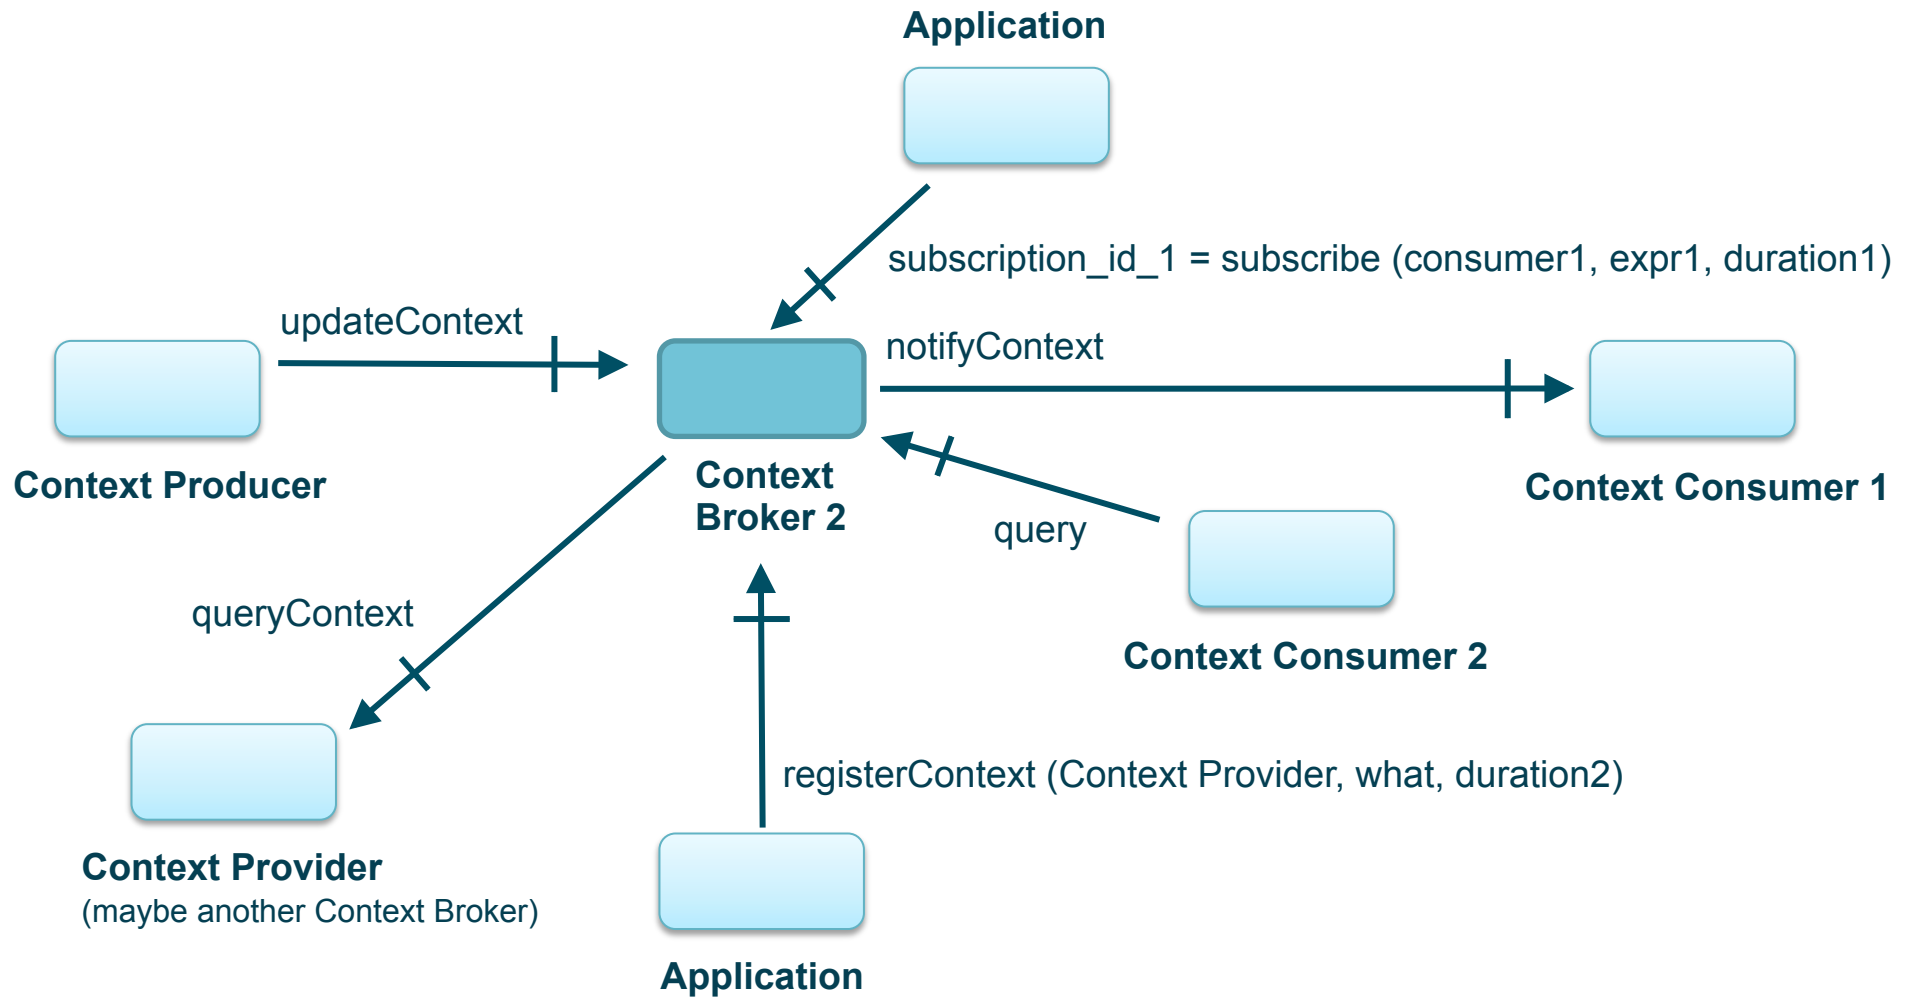 Application
subscription_id_1 = subscribe (consumer1, expr1, duration1)
updateContext
notifyContext
Context Producer
Context
Broker 2
Context Consumer 1
query
queryContext
Context Consumer 2
registerContext (Context Provider, what, duration2)
Context Provider
(maybe another Context Broker)
Application